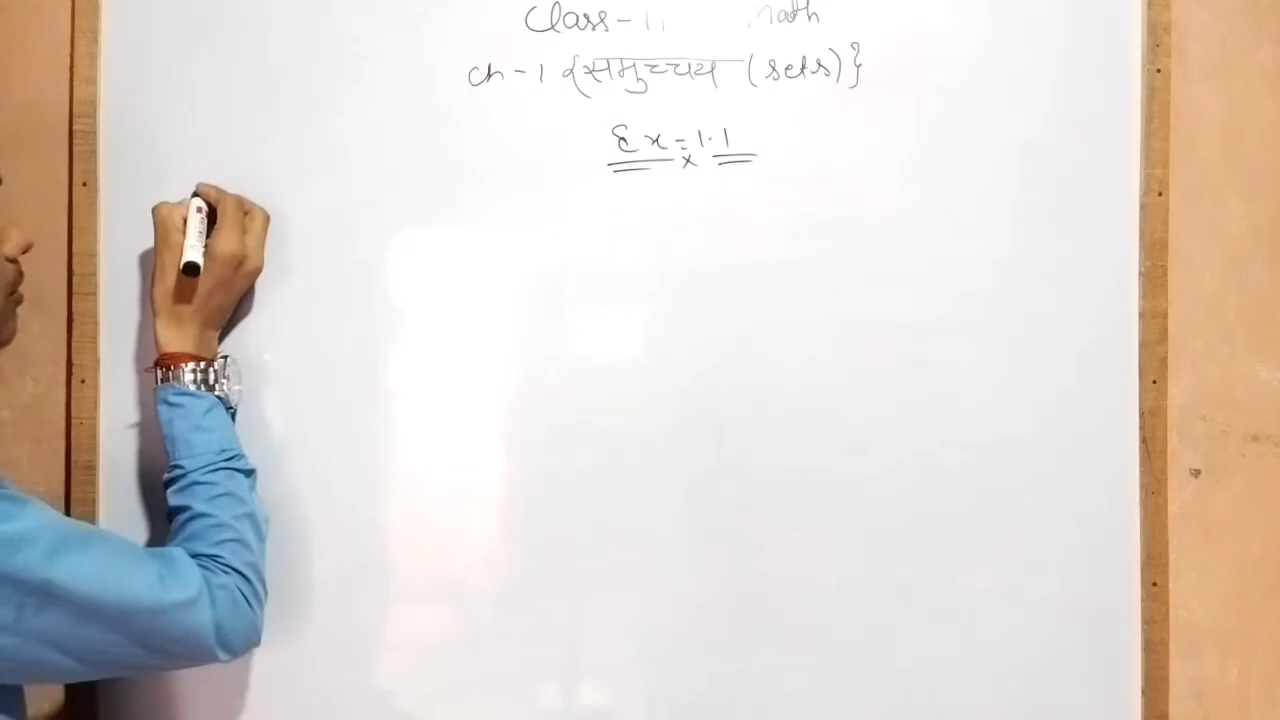 Class-11 Math
Ch-1 {समुच्चय (sets)}
Ex=1.1